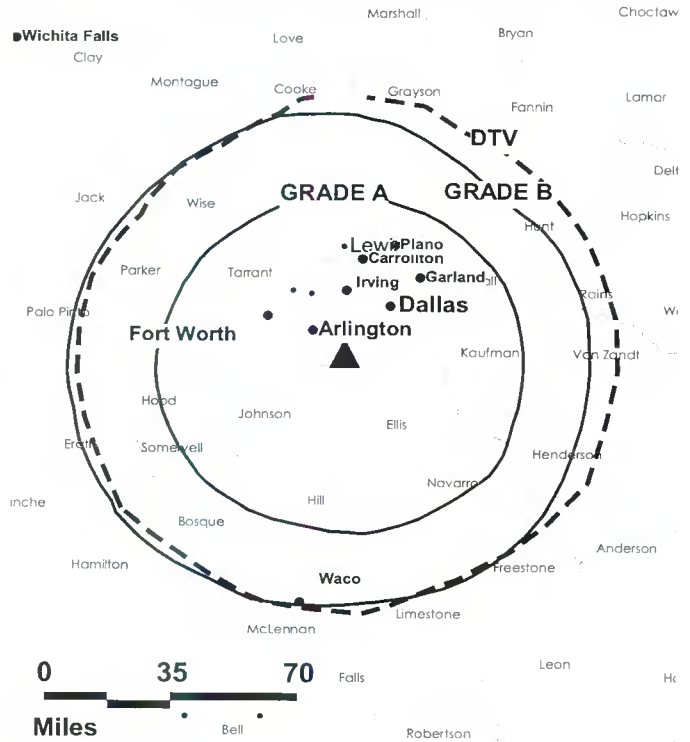 Marshall
Choctaw
Wichita Falls
Love
Bryan
Clay
Montague
Cooke
Grayson
Lamar
Fannin
DTV
Delt
GRADE A
GRADE B
Jack
Wise
Hopkins
Hunt
Lewis
Plano
Carrollton
Parker
Tarrant
Irving
Garland
all
Rains
Dallas
Palo Pinto
Fort Worth
Arlington
Kaufman
Van Zandt
Hood
Johnson
Ellis
Erath
Somervell
Henderson
Navarro
Hill
nche
Bosque
Anderson
Hamilton
Freestone
Waco
Limestone
McLennan
0 35 70
Falls
Leon
Miles
Bell
Robertson